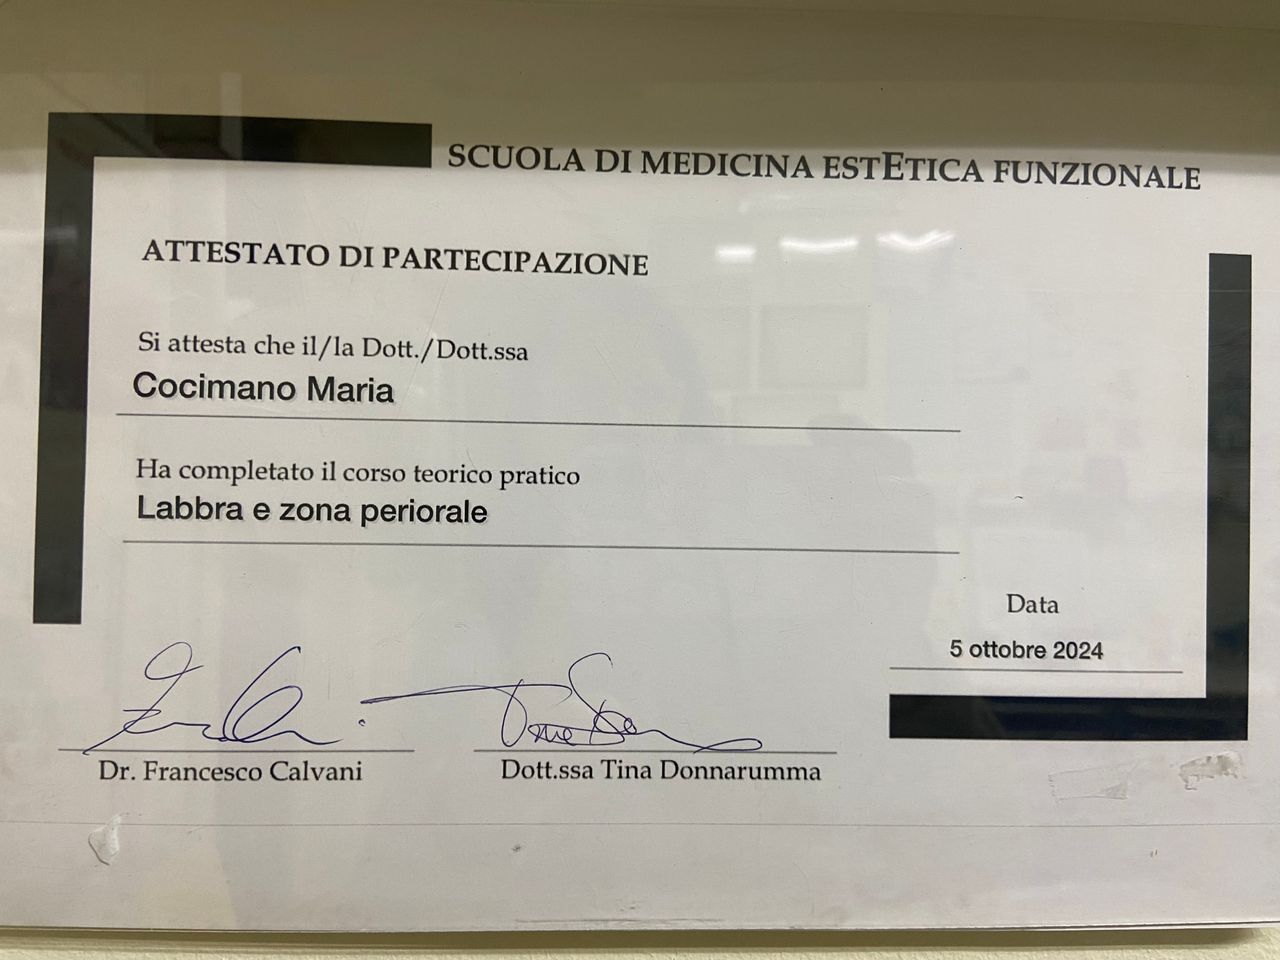 SCUOLA DI MEDICINA ESTETICA FUNZIONALE
ATTESTATO DI PARTECIPAZIONE
Si attesta che il/la Dott./Dott.ssa
Cocimano Maria
Ha completato il corso teorico pratico
Labbra e zona periorale
Data
5 ottobre 2024
Dr. Francesco Calvani
Dott.ssa Tina Donnarumma